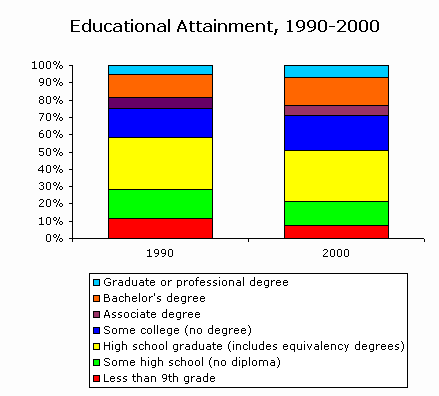 Educational Attainment, 1990-2000
100%
90%
80%
70%
60%
50%
40%
30%
20%
10%
0%
1990 2000
Graduate or professional degree
Bachelor's degree
Associate degree
Some college (no degree)
High school graduate (includes equivalency degrees)
Some high school (no diploma)
Less than 9th grade